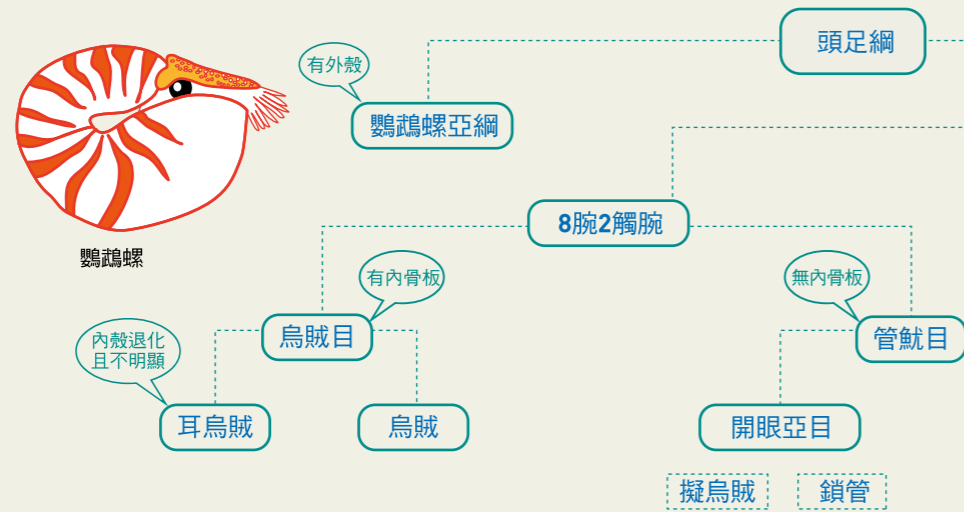 頭足綱
有外殼
鸚鵡螺亞綱
8腕2觸腕
鸚鵡螺
有內骨板
無內骨板
烏賊目
管魷目
內殼退化
且不明顯
耳烏賊
烏賊
開眼亞目
擬烏賊
鎖管